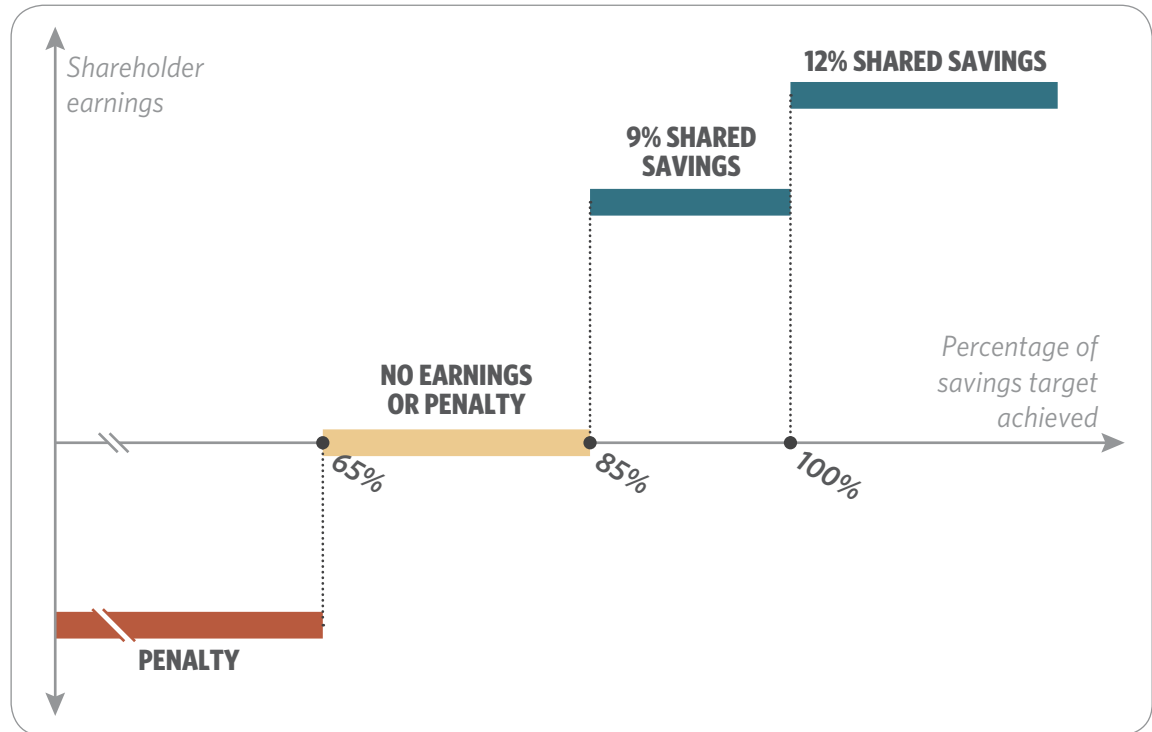 Shareholder
earnings
12% SHARED SAVINGS
9% SHARED
SAVINGS
Percentage of
savings target
achieved
NO EARNINGS
OR PENALTY
65%
85%
100%
PENALTY